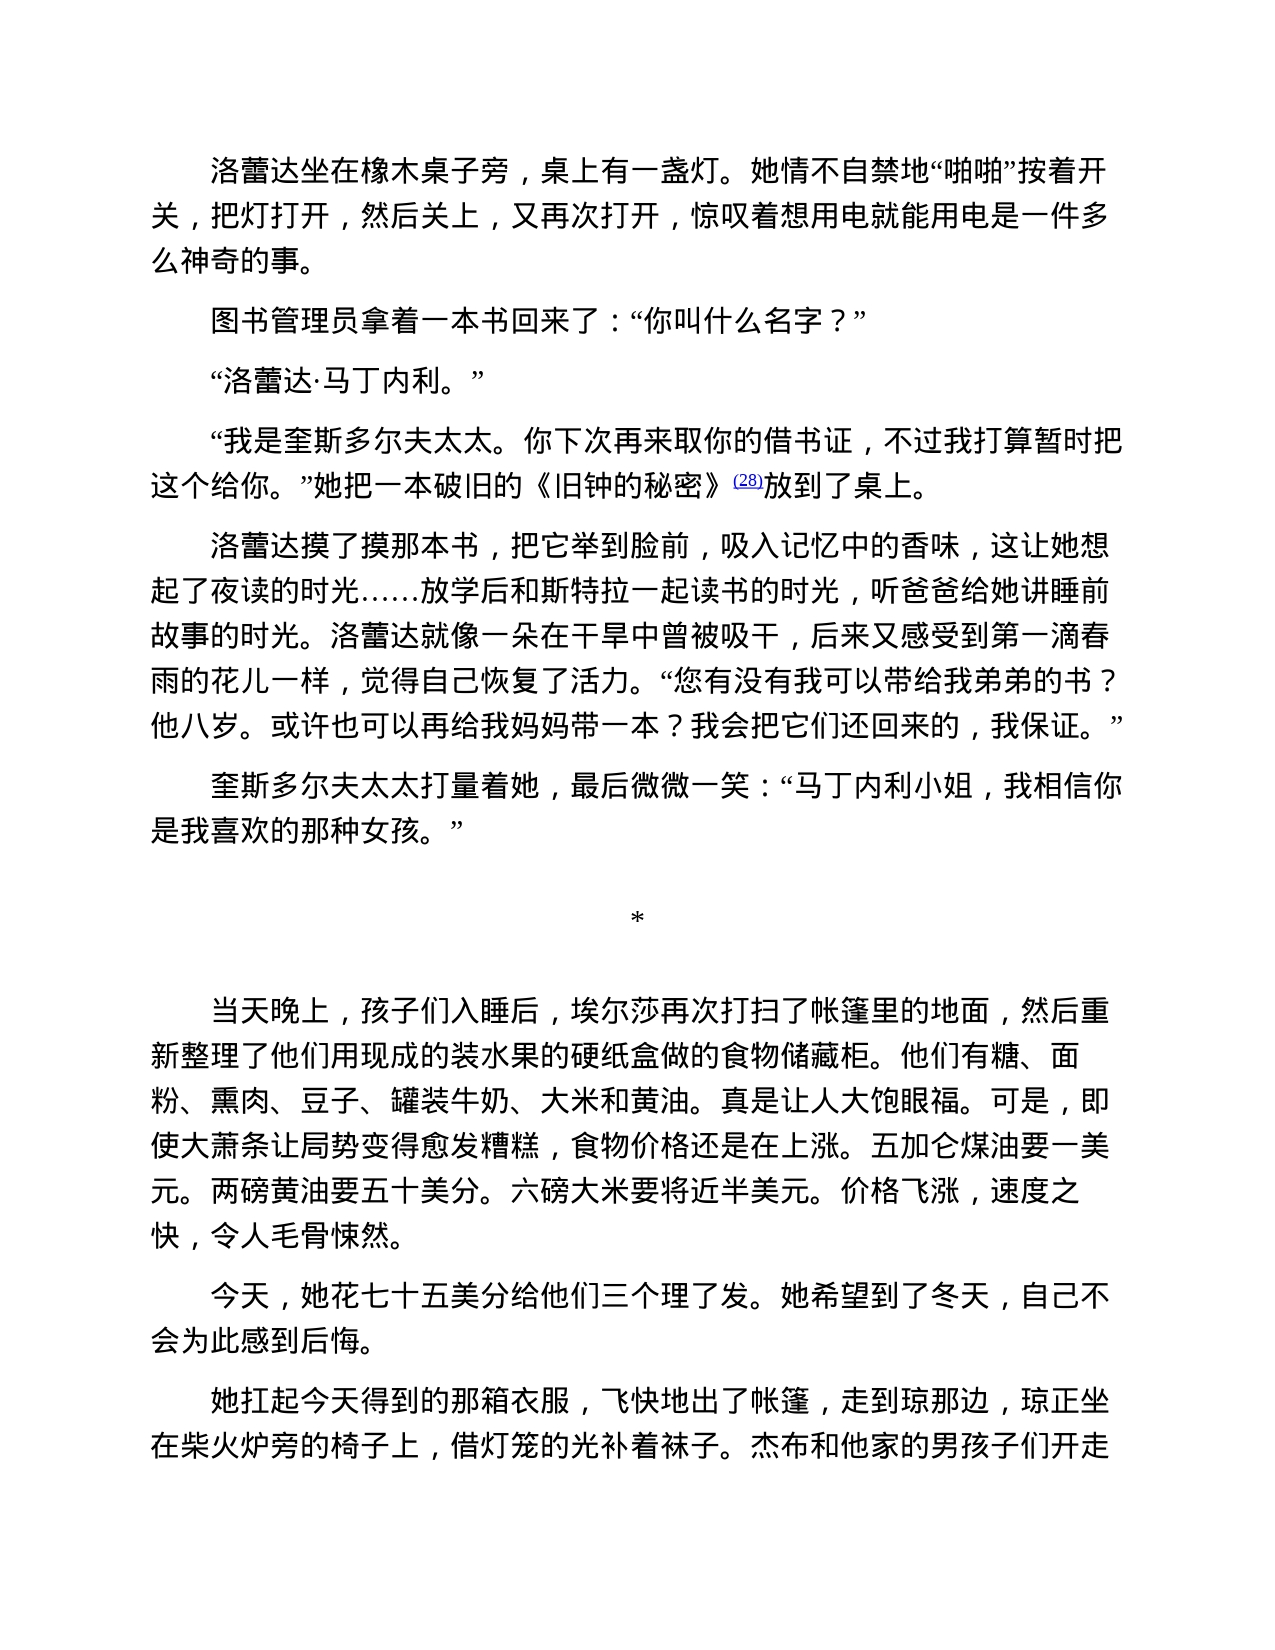 洛蕾达坐在橡木桌子旁，桌上有一盏灯。她情不自禁地“啪啪”按着开
关，把灯打开，然后关上，又再次打开，惊叹着想用电就能用电是一件多
么神奇的事。
图书管理员拿着一本书回来了：“你叫什么名字？”
“洛蕾达·马丁内利。”
“我是奎斯多尔夫太太。你下次再来取你的借书证，不过我打算暂时把
这个给你。”她把一本破旧的《旧钟的秘密》(28)放到了桌上。
洛蕾达摸了摸那本书，把它举到脸前，吸入记忆中的香味，这让她想
起了夜读的时光……放学后和斯特拉一起读书的时光，听爸爸给她讲睡前
故事的时光。洛蕾达就像一朵在干旱中曾被吸干，后来又感受到第一滴春
雨的花儿一样，觉得自己恢复了活力。“您有没有我可以带给我弟弟的书？
他八岁。或许也可以再给我妈妈带一本？我会把它们还回来的，我保证。”
奎斯多尔夫太太打量着她，最后微微一笑：“马丁内利小姐，我相信你
是我喜欢的那种女孩。”
*
当天晚上，孩子们入睡后，埃尔莎再次打扫了帐篷里的地面，然后重
新整理了他们用现成的装水果的硬纸盒做的食物储藏柜。他们有糖、面
粉、熏肉、豆子、罐装牛奶、大米和黄油。真是让人大饱眼福。可是，即
使大萧条让局势变得愈发糟糕，食物价格还是在上涨。五加仑煤油要一美
元。两磅黄油要五十美分。六磅大米要将近半美元。价格飞涨，速度之
快，令人毛骨悚然。
今天，她花七十五美分给他们三个理了发。她希望到了冬天，自己不
会为此感到后悔。
她扛起今天得到的那箱衣服，飞快地出了帐篷，走到琼那边，琼正坐
在柴火炉旁的椅子上，借灯笼的光补着袜子。杰布和他家的男孩子们开走